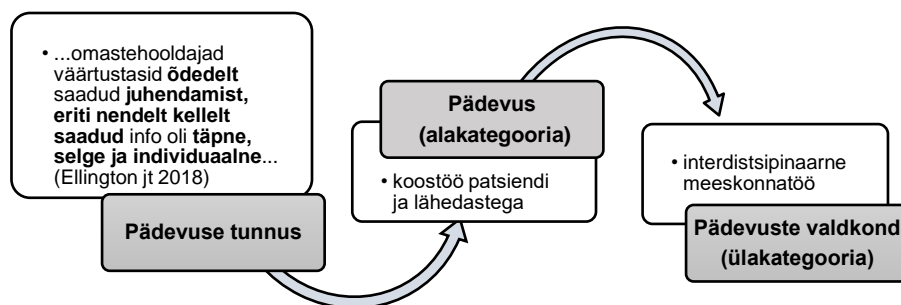 • ...omastehooldajad
väärtustasid õdedelt
saadud juhendamist,
eriti nendelt kellelt
saadud info oli täpne,
selge ja individuaalne...
(Ellington jt 2018)
Pädevuse tunnus
Pädevus
(alakategooria)
• koostöö patsiendi
ja lähedastega
• interdistsipinaarne
meeskonnatöö
Pädevuste valdkond
(ülakategooria)